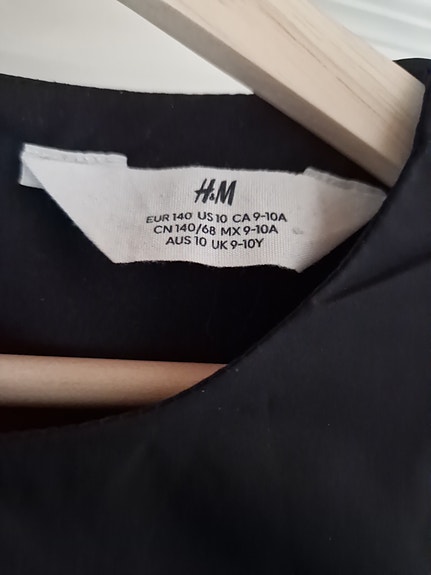 H&M
EUR 140 US 10 CA 9-10A
CN 140/68 MX 9-10A
AUS 10 UK 9-10Y